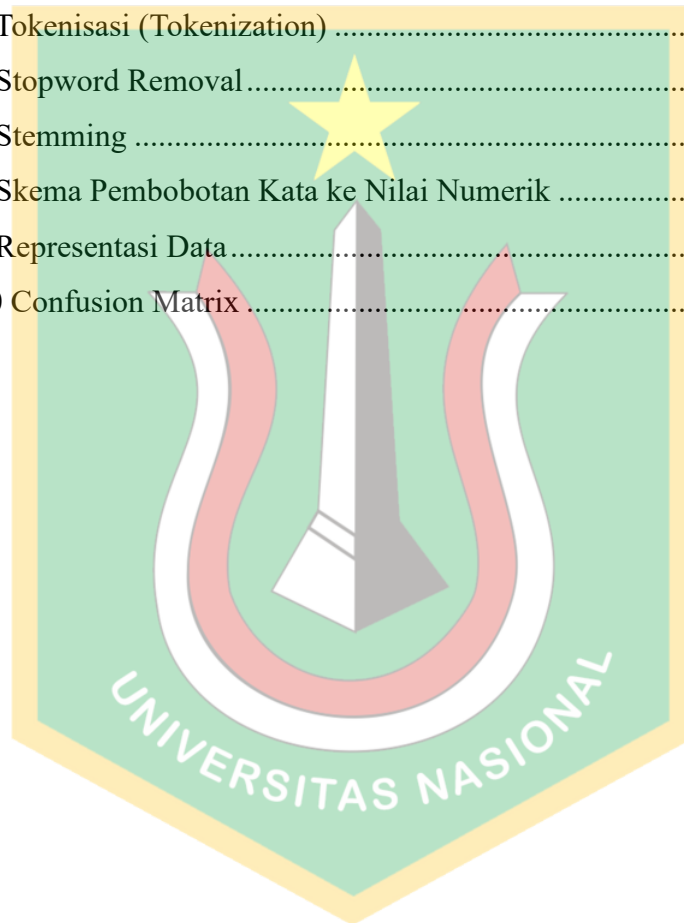 Tokenisasi (Tokenization) ..........................................
Stopword Removal.....................................................
Stemming ...................................................................
Skema Pembobotan Kata ke Nilai Numerik ................
Representasi Data.......................................................
Confusion Matrix .....................................................
UNIVERSITAS NASIONAL